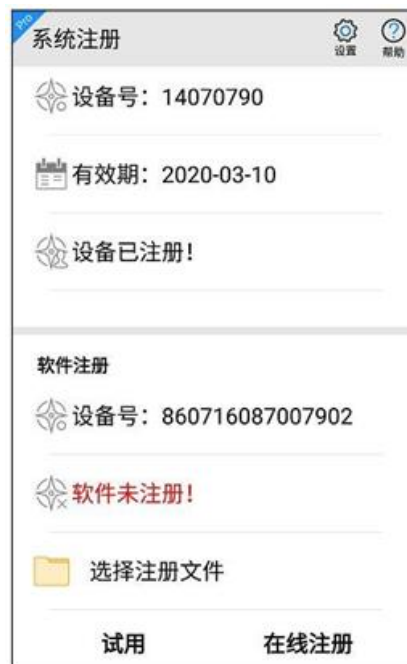 Pro
系统注册
设置
帮助
设备号：14070790
有效期：2020-03-10
设备已注册！
软件注册
设备号：860716087007902
软件未注册！
选择注册文件
试用 在线注册